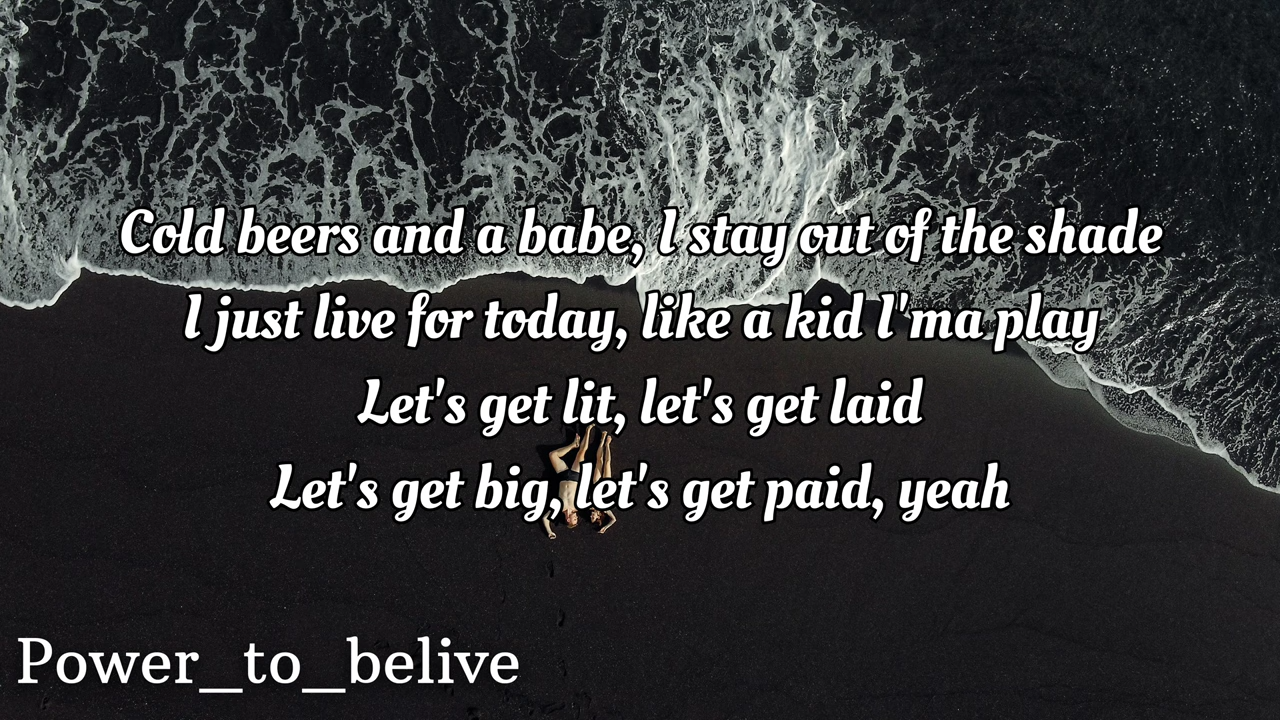 Cold beers and a babe, I stay out of the shade
I just live for today, like a kid I'ma play
Let's get lit, let's get laid
Let's get big, let's get paid, yeah
Power_to_belive